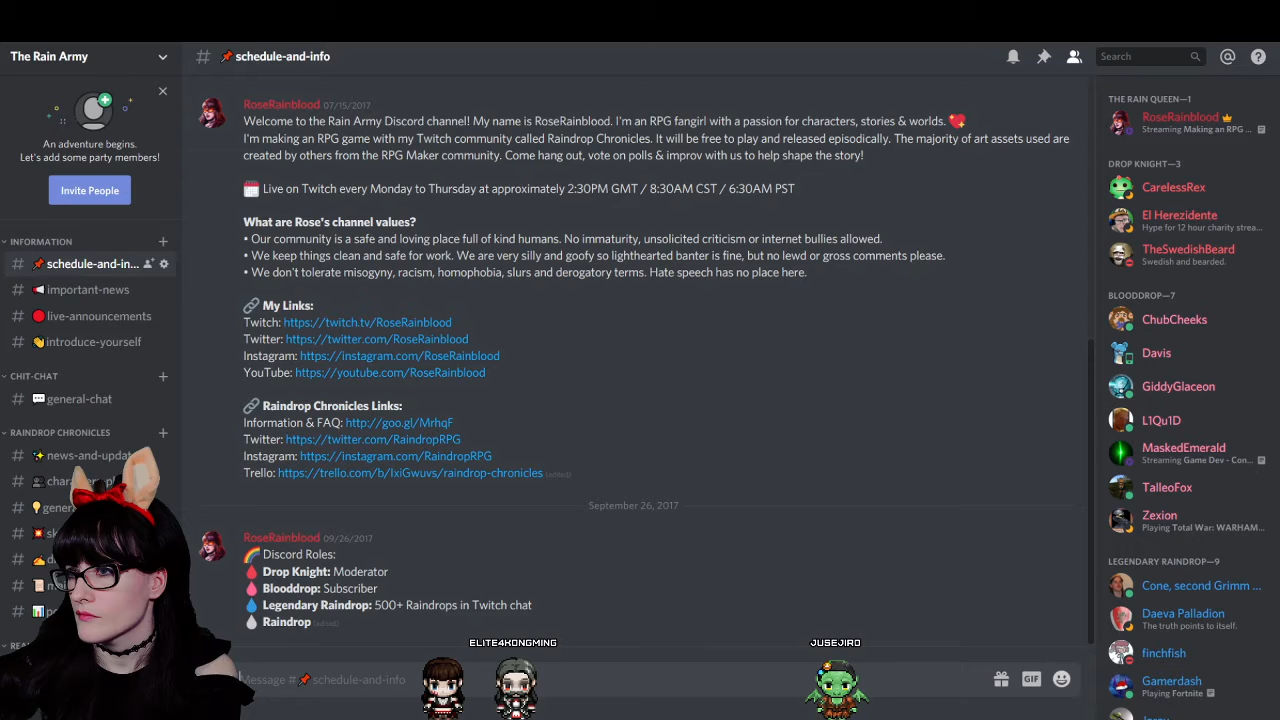 The Rain Army
schedule-and-info
Search
An adventure begins.
Let's add some party members!
Invite People
INFORMATION
schedule-and-in...
important-news
live-announcements
introduce-yourself
CHIT-CHAT
general-chat
RAINDROP CHRONICLES
news-and-updat
RoseRainblood 07/15/2017
Welcome to the Rain Army Discord channel! My name is RoseRainblood. I'm an RPG fangirl with a passion for characters, stories & worlds.
I'm making an RPG game with my Twitch community called Raindrop Chronicles. It will be free to play and released episodically. The majority of art assets used are
created by others from the RPG Maker community. Come hang out, vote on polls & improv with us to help shape the story!
Live on Twitch every Monday to Thursday at approximately 2:30PM GMT / 8:30AM CST / 6:30AM PST
What are Rose's channel values?
• Our community is a safe and loving place full of kind humans. No immaturity, unsolicited criticism or internet bullies allowed.
• We keep things clean and safe for work. We are very silly and goofy so lighthearted banter is fine, but no lewd or gross comments please.
• We don't tolerate misogyny, racism, homophobia, slurs and derogatory terms. Hate speech has no place here.
My Links:
Twitch: https://twitch.tv/RoseRainblood
Twitter: https://twitter.com/RoseRainblood
Instagram: https://instagram.com/RoseRainblood
YouTube: https://youtube.com/RoseRainblood
Raindrop Chronicles Links:
Information & FAQ: http://goo.gl/MrhqF
Twitter: https://twitter.com/RaindropRPG
Instagram: https://instagram.com/RaindropRPG
Trello: https://trello.com/b/IxiGwuvs/raindrop-chronicles (edited)
September 26, 2017
RoseRainblood 09/26/2017
Discord Roles:
Drop Knight: Moderator
Blooddrop: Subscriber
Legendary Raindrop: 500+ Raindrops in Twitch chat
Raindrop (edited)
ELITE4KONGMING
JUSEJIRO
Message # schedule-and-info
GIF
THE RAIN QUEEN—1
RoseRainblood
Streaming Making an RPG ...
DROP KNIGHT—3
CarelessRex
El Herezidente
Hype for 12 hour charity strea...
TheSwedishBeard
Swedish and bearded.
BLOODDROP—7
ChubCheeks
Davis
GiddyGlaceon
L1Qu1D
MaskedEmerald
Streaming Game Dev - Con...
TalleoFox
Zexion
Playing Total War: WARHAM...
LEGENDARY RAINDROP—9
Cone, second Grimm ...
Daeva Palladion
The truth points to itself.
finchfish
Gamerdash
Playing Fortnite